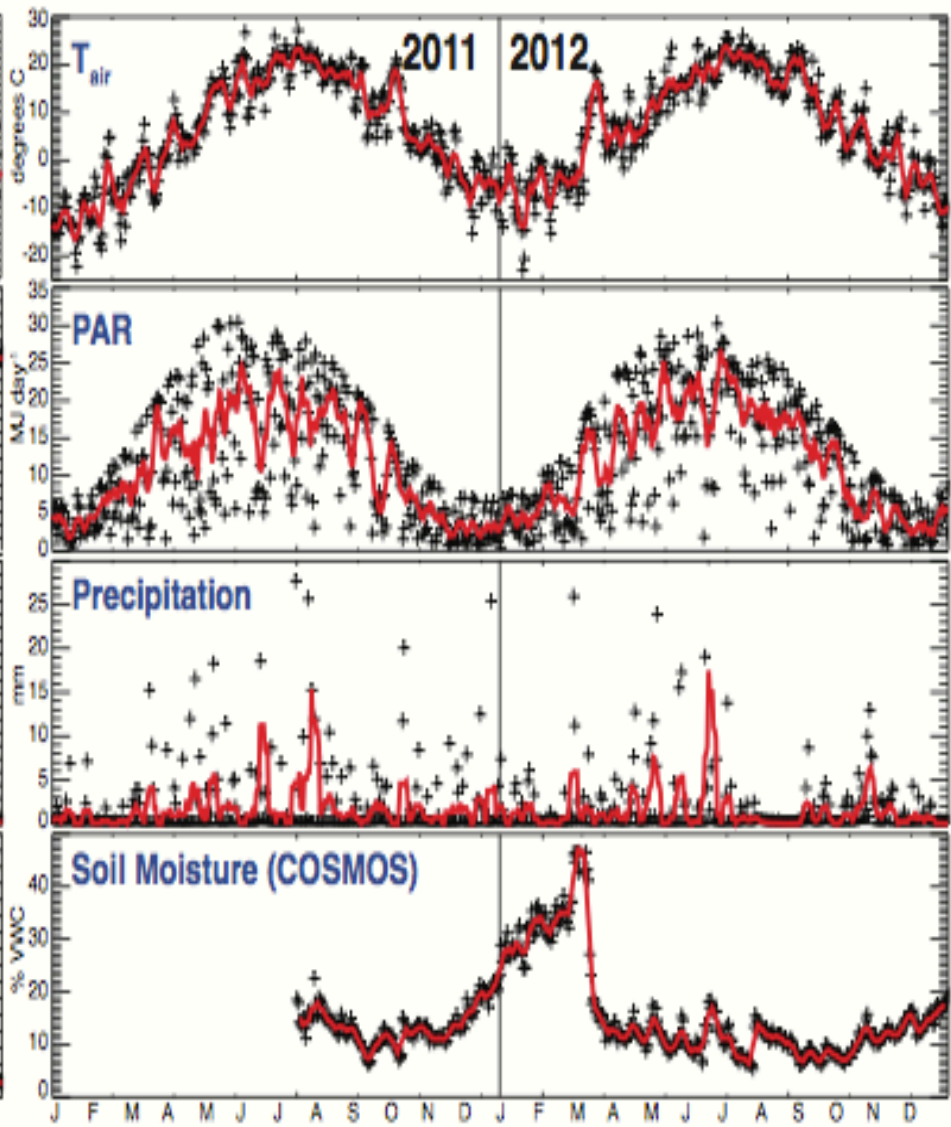 T air 2011 2012
degrees C
30
20
10
0
-10
-20
PAR
MJ day⁻¹
35
30
25
20
15
10
5
0
Precipitation
mm
25
20
15
10
5
0
Soil Moisture (COSMOS)
% VWC
40
30
20
10
0
J F M A M J J A S O N D J F M A M J J A S O N D